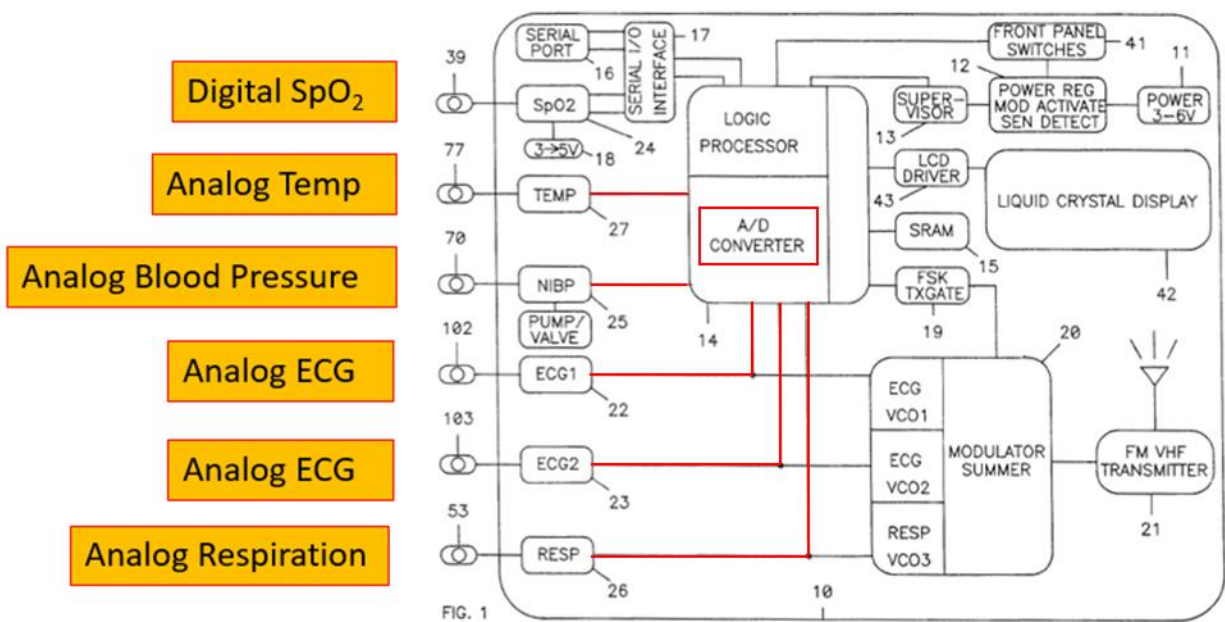 Digital SpO₂
Analog Temp
Analog Blood Pressure
Analog ECG
Analog ECG
Analog Respiration
39
77
70
102
103
53
SERIAL
PORT
16
SERIAL I/O
INTERFACE
17
SpO2
24
3→5V
18
TEMP
27
NIBP
25
PUMP/
VALVE
ECG1
22
ECG2
23
RESP
26
LOGIC
PROCESSOR
A/D
CONVERTER
14
FRONT PANEL
SWITCHES
41
12
11
SUPER-
VISOR
13
POWER REG
MOD ACTIVATE
SEN DETECT
POWER
3-6V
LCD
DRIVER
43
LIQUID CRYSTAL DISPLAY
42
SRAM
15
FSK
TXGATE
19
20
ECG
VCO1
ECG
VCO2
RESP
VCO3
MODULATOR
SUMMER
FM VHF
TRANSMITTER
21
FIG. 1
10